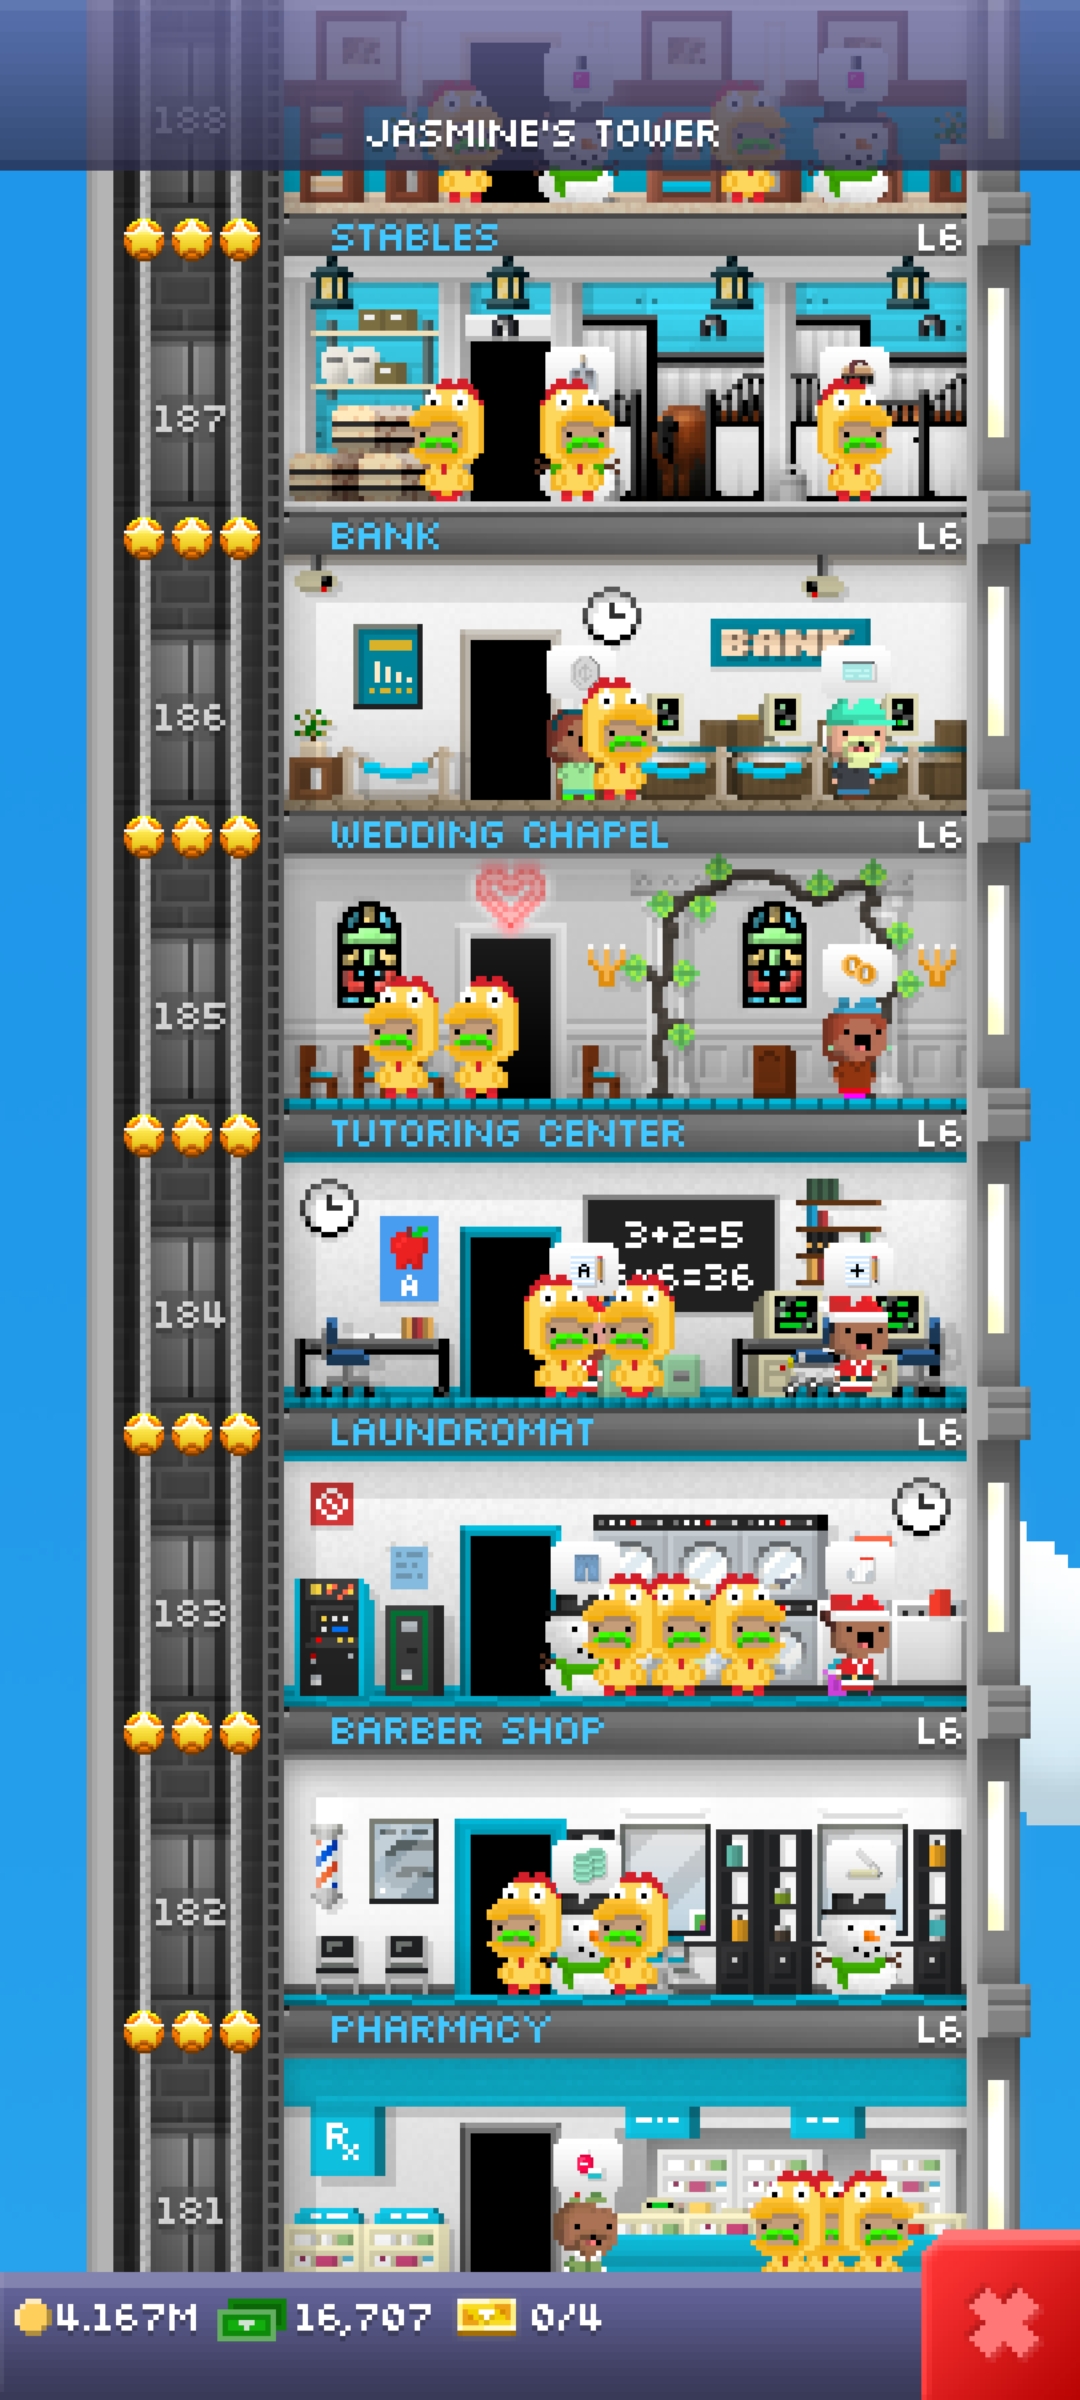 188
JASMINE'S TOWER
STABLES L6
187
BANK L6
BANK
186
WEDDING CHAPEL L6
185
TUTORING CENTER L6
3+2=5
6=36
A
A
+
184
LAUNDROMAT L6
183
BARBER SHOP L6
182
PHARMACY L6
Rx
181
4.167M 16,707 0/4